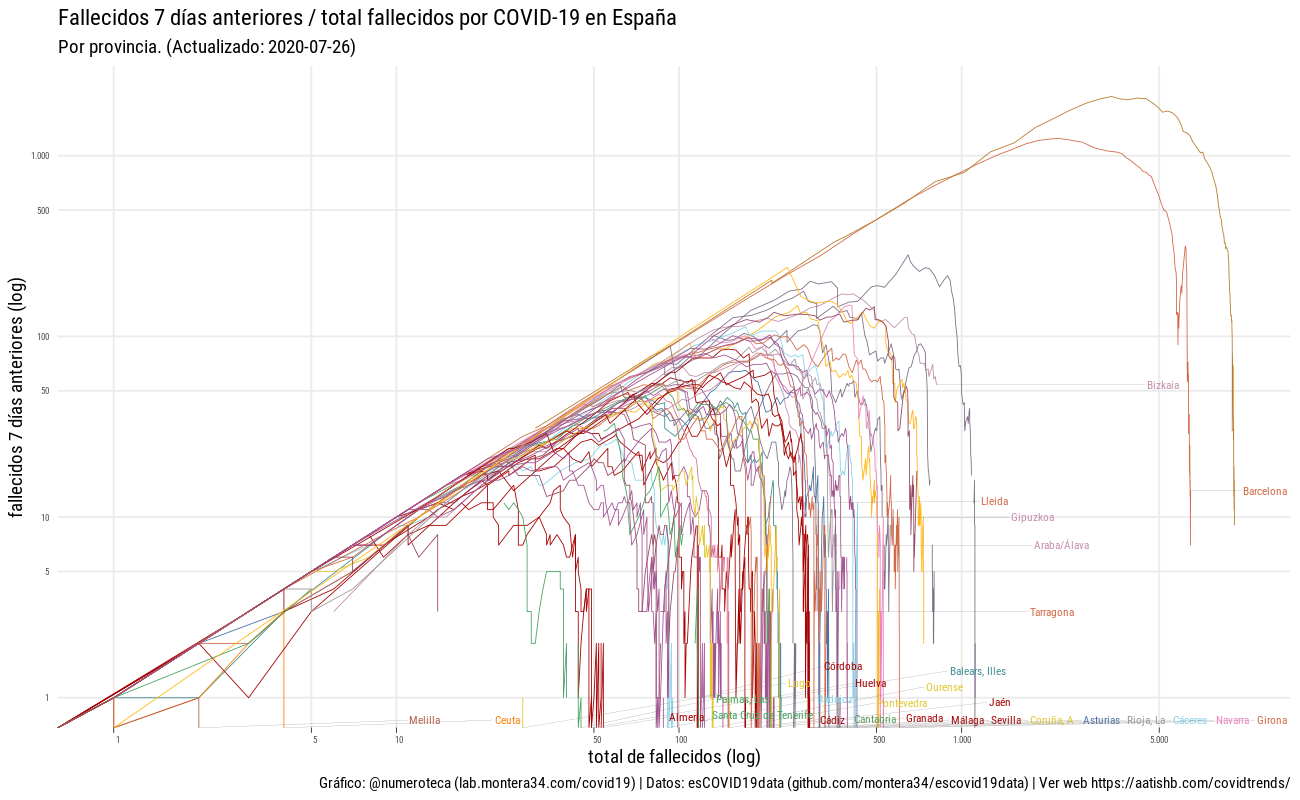 Fallecidos 7 días anteriores / total fallecidos por COVID-19 en España
Por provincia. (Actualizado: 2020-07-26)
fallecidos 7 días anteriores (log)
1.000
500
100
50
10
5
1
Bizkaia
Barcelona
Lleida
Gipuzkoa
Araba/Álava
Tarragona
Córdoba
Balears, Illes
Lugo
Huelva
Ourense
Palmas, Las
Badajoz
Pontevedra
Jaén
Melilla
Ceuta
Almería
Santa Cruz de Tenerife
Cádiz
Cantabria
Granada
Málaga
Sevilla
Coruña, A
Asturias
Rioja, La
Cáceres
Navarra
Girona
1
5
10
50
100
500
1.000
5.000
total de fallecidos (log)
Gráfico: @numeroteca (lab.montera34.com/covid19) | Datos: esCOVID19data (github.com/montera34/escovid19data) | Ver web https://aatishb.com/covidtrends/